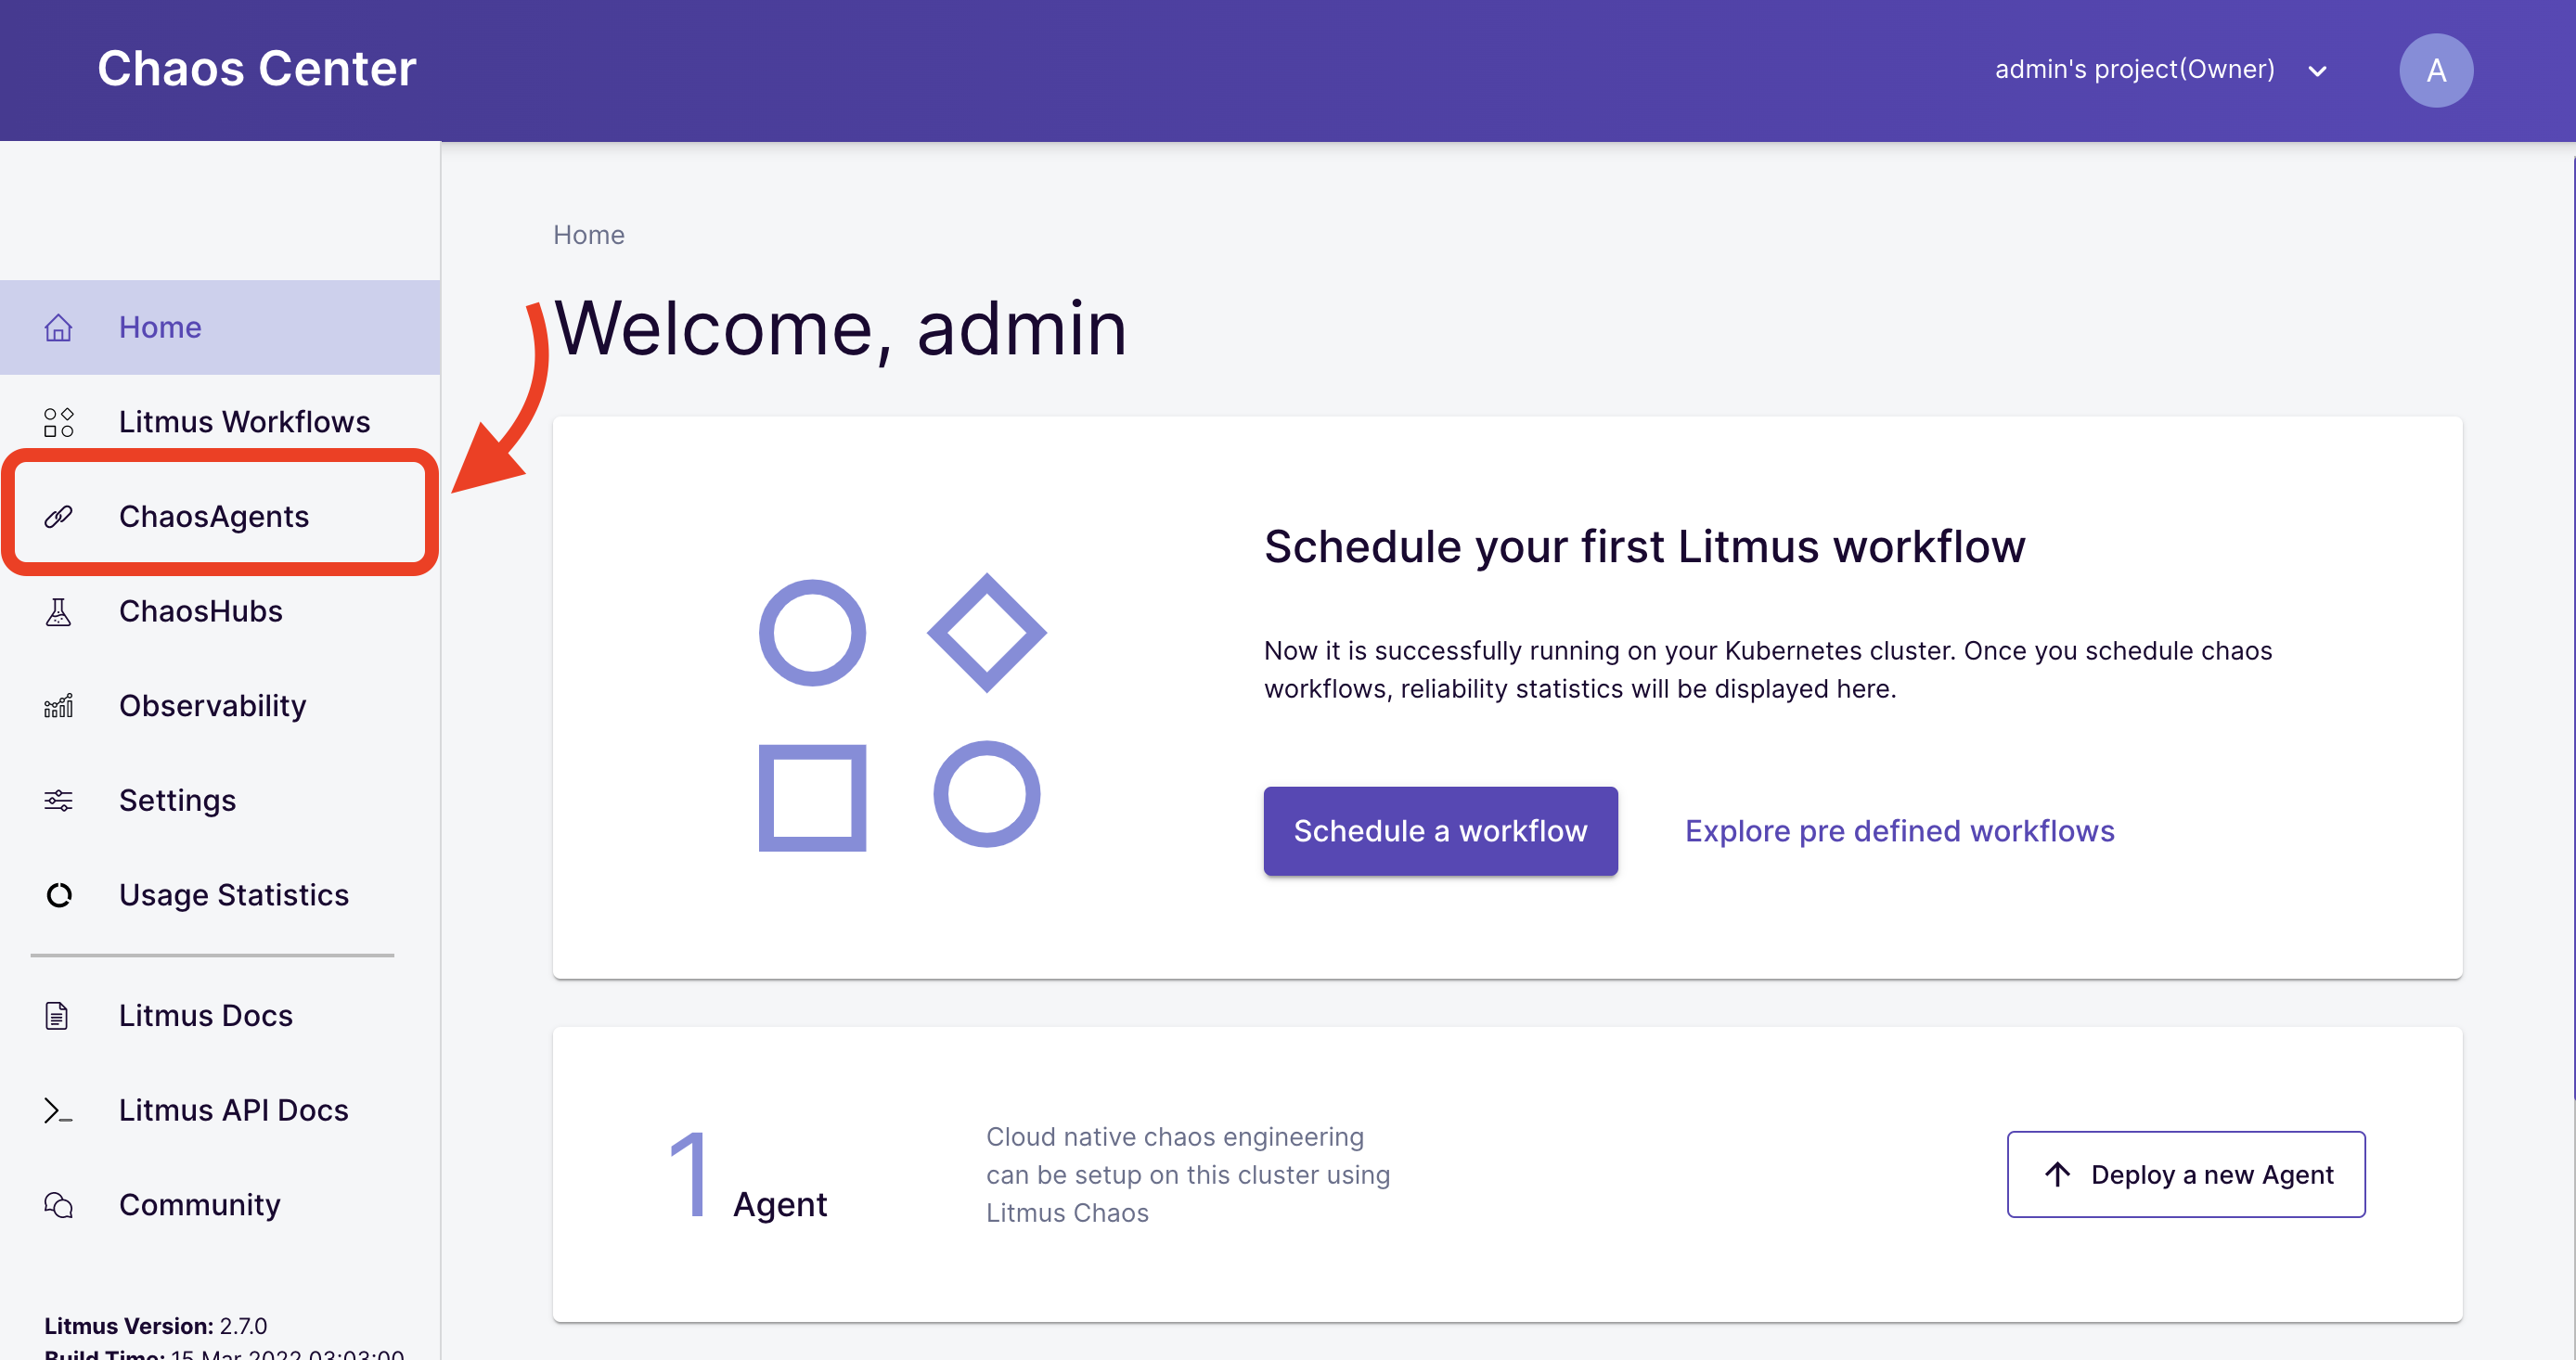 Chaos Center
admin's project(Owner)
A
Home
Litmus Workflows
ChaosAgents
ChaosHubs
Observability
Settings
Usage Statistics
Litmus Docs
Litmus API Docs
Community
Litmus Version: 2.7.0
Build Time: 15 Mar 2022 03:03:00
Home
Welcome, admin
Schedule your first Litmus workflow
Now it is successfully running on your Kubernetes cluster. Once you schedule chaos
workflows, reliability statistics will be displayed here.
Schedule a workflow
Explore pre defined workflows
1 Agent
Cloud native chaos engineering
can be setup on this cluster using
Litmus Chaos
Deploy a new Agent